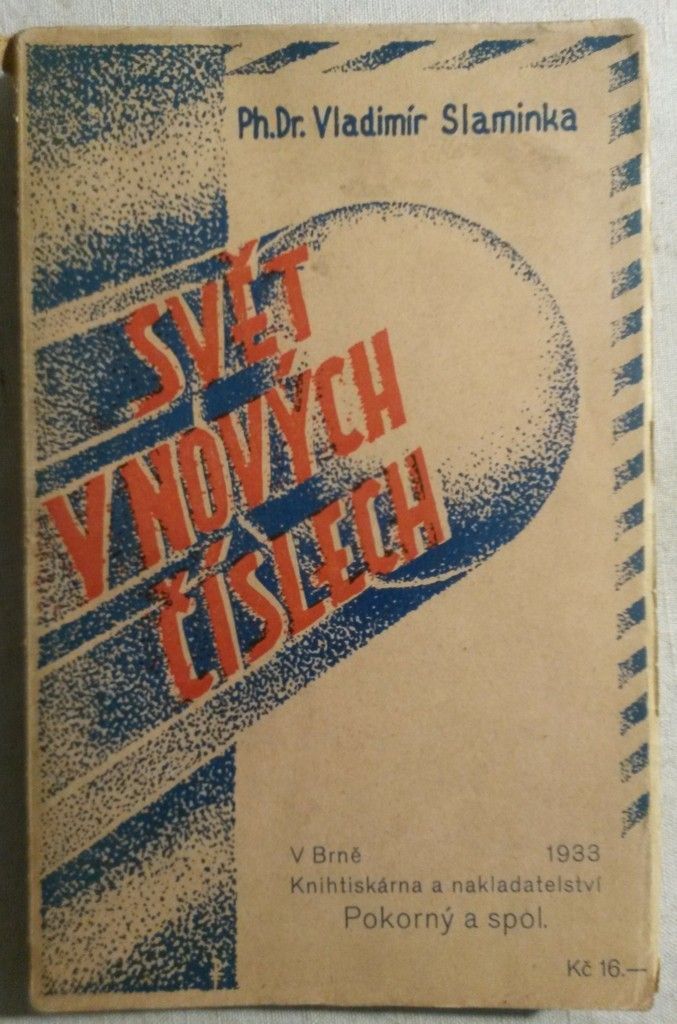 Ph.Dr. Vladimír Slaminka
SVĚT
V NOVÝCH
ČÍSLECH
V Brně 1933
Knihtiskárna a nakladatelství
Pokorný a spol.
Kč 16.—